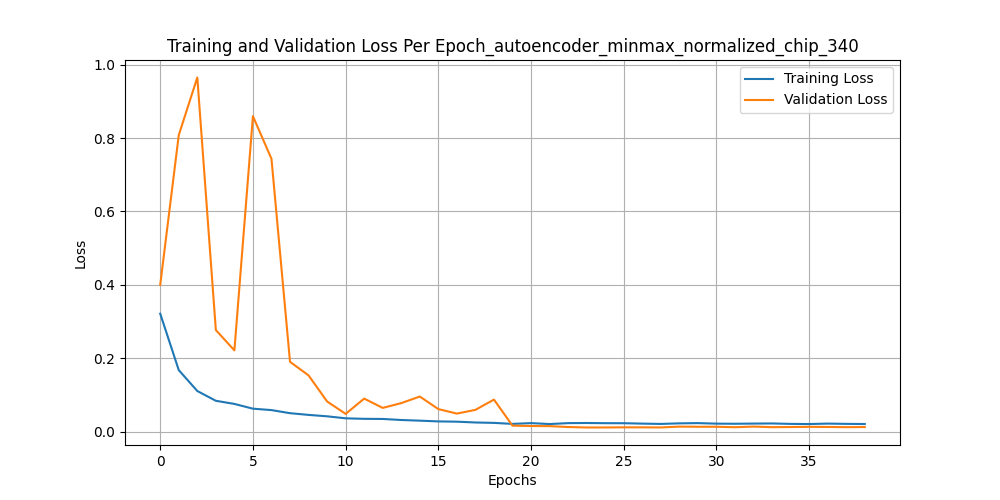 Training and Validation Loss Per Epoch_autoencoder_minmax_normalized_chip_340
Training Loss
Validation Loss
Loss
1.0
0.8
0.6
0.4
0.2
0.0
0 5 10 15 20 25 30 35
Epochs